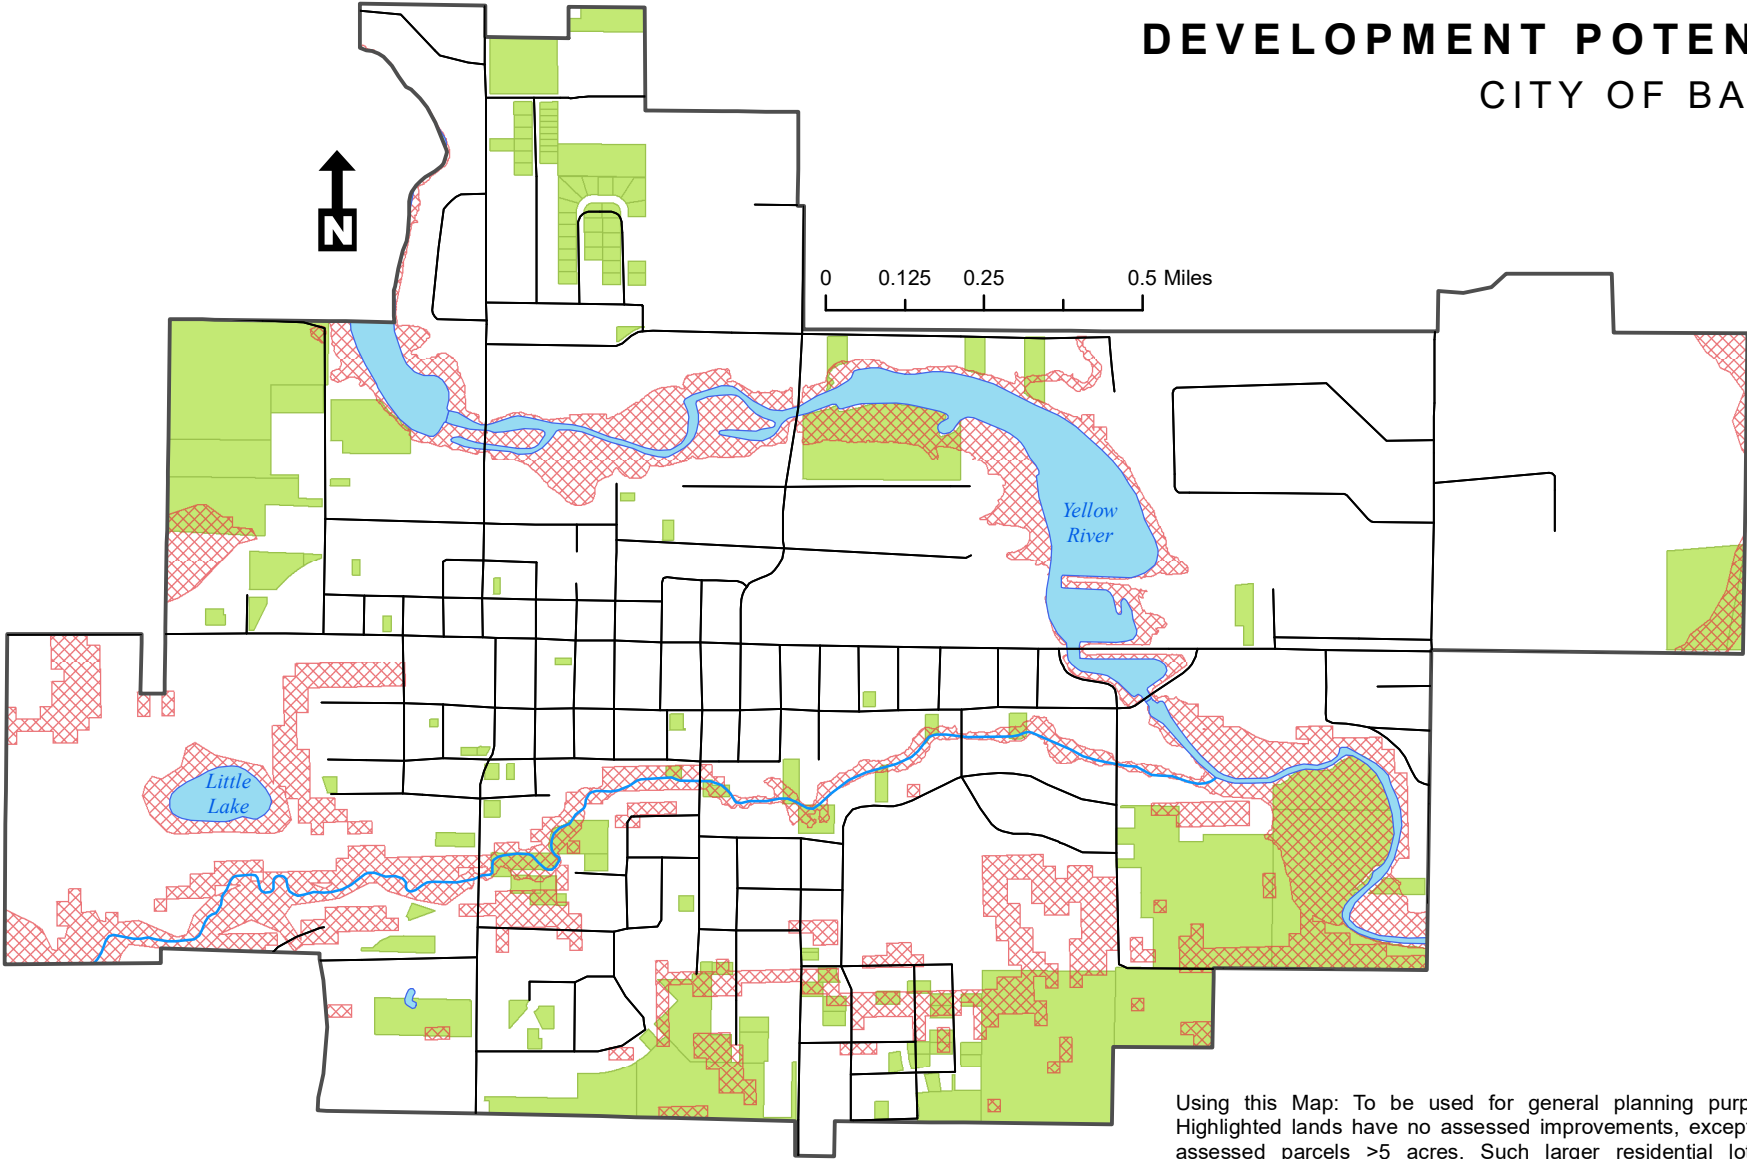 DEVELOPMENT POTEN
CITY OF BA
N
0 0.125 0.25 0.5 Miles
Yellow
River
Little
Lake
Using this Map: To be used for general planning purp
Highlighted lands have no assessed improvements, except
assessed parcels >5 acres. Such larger residential lot